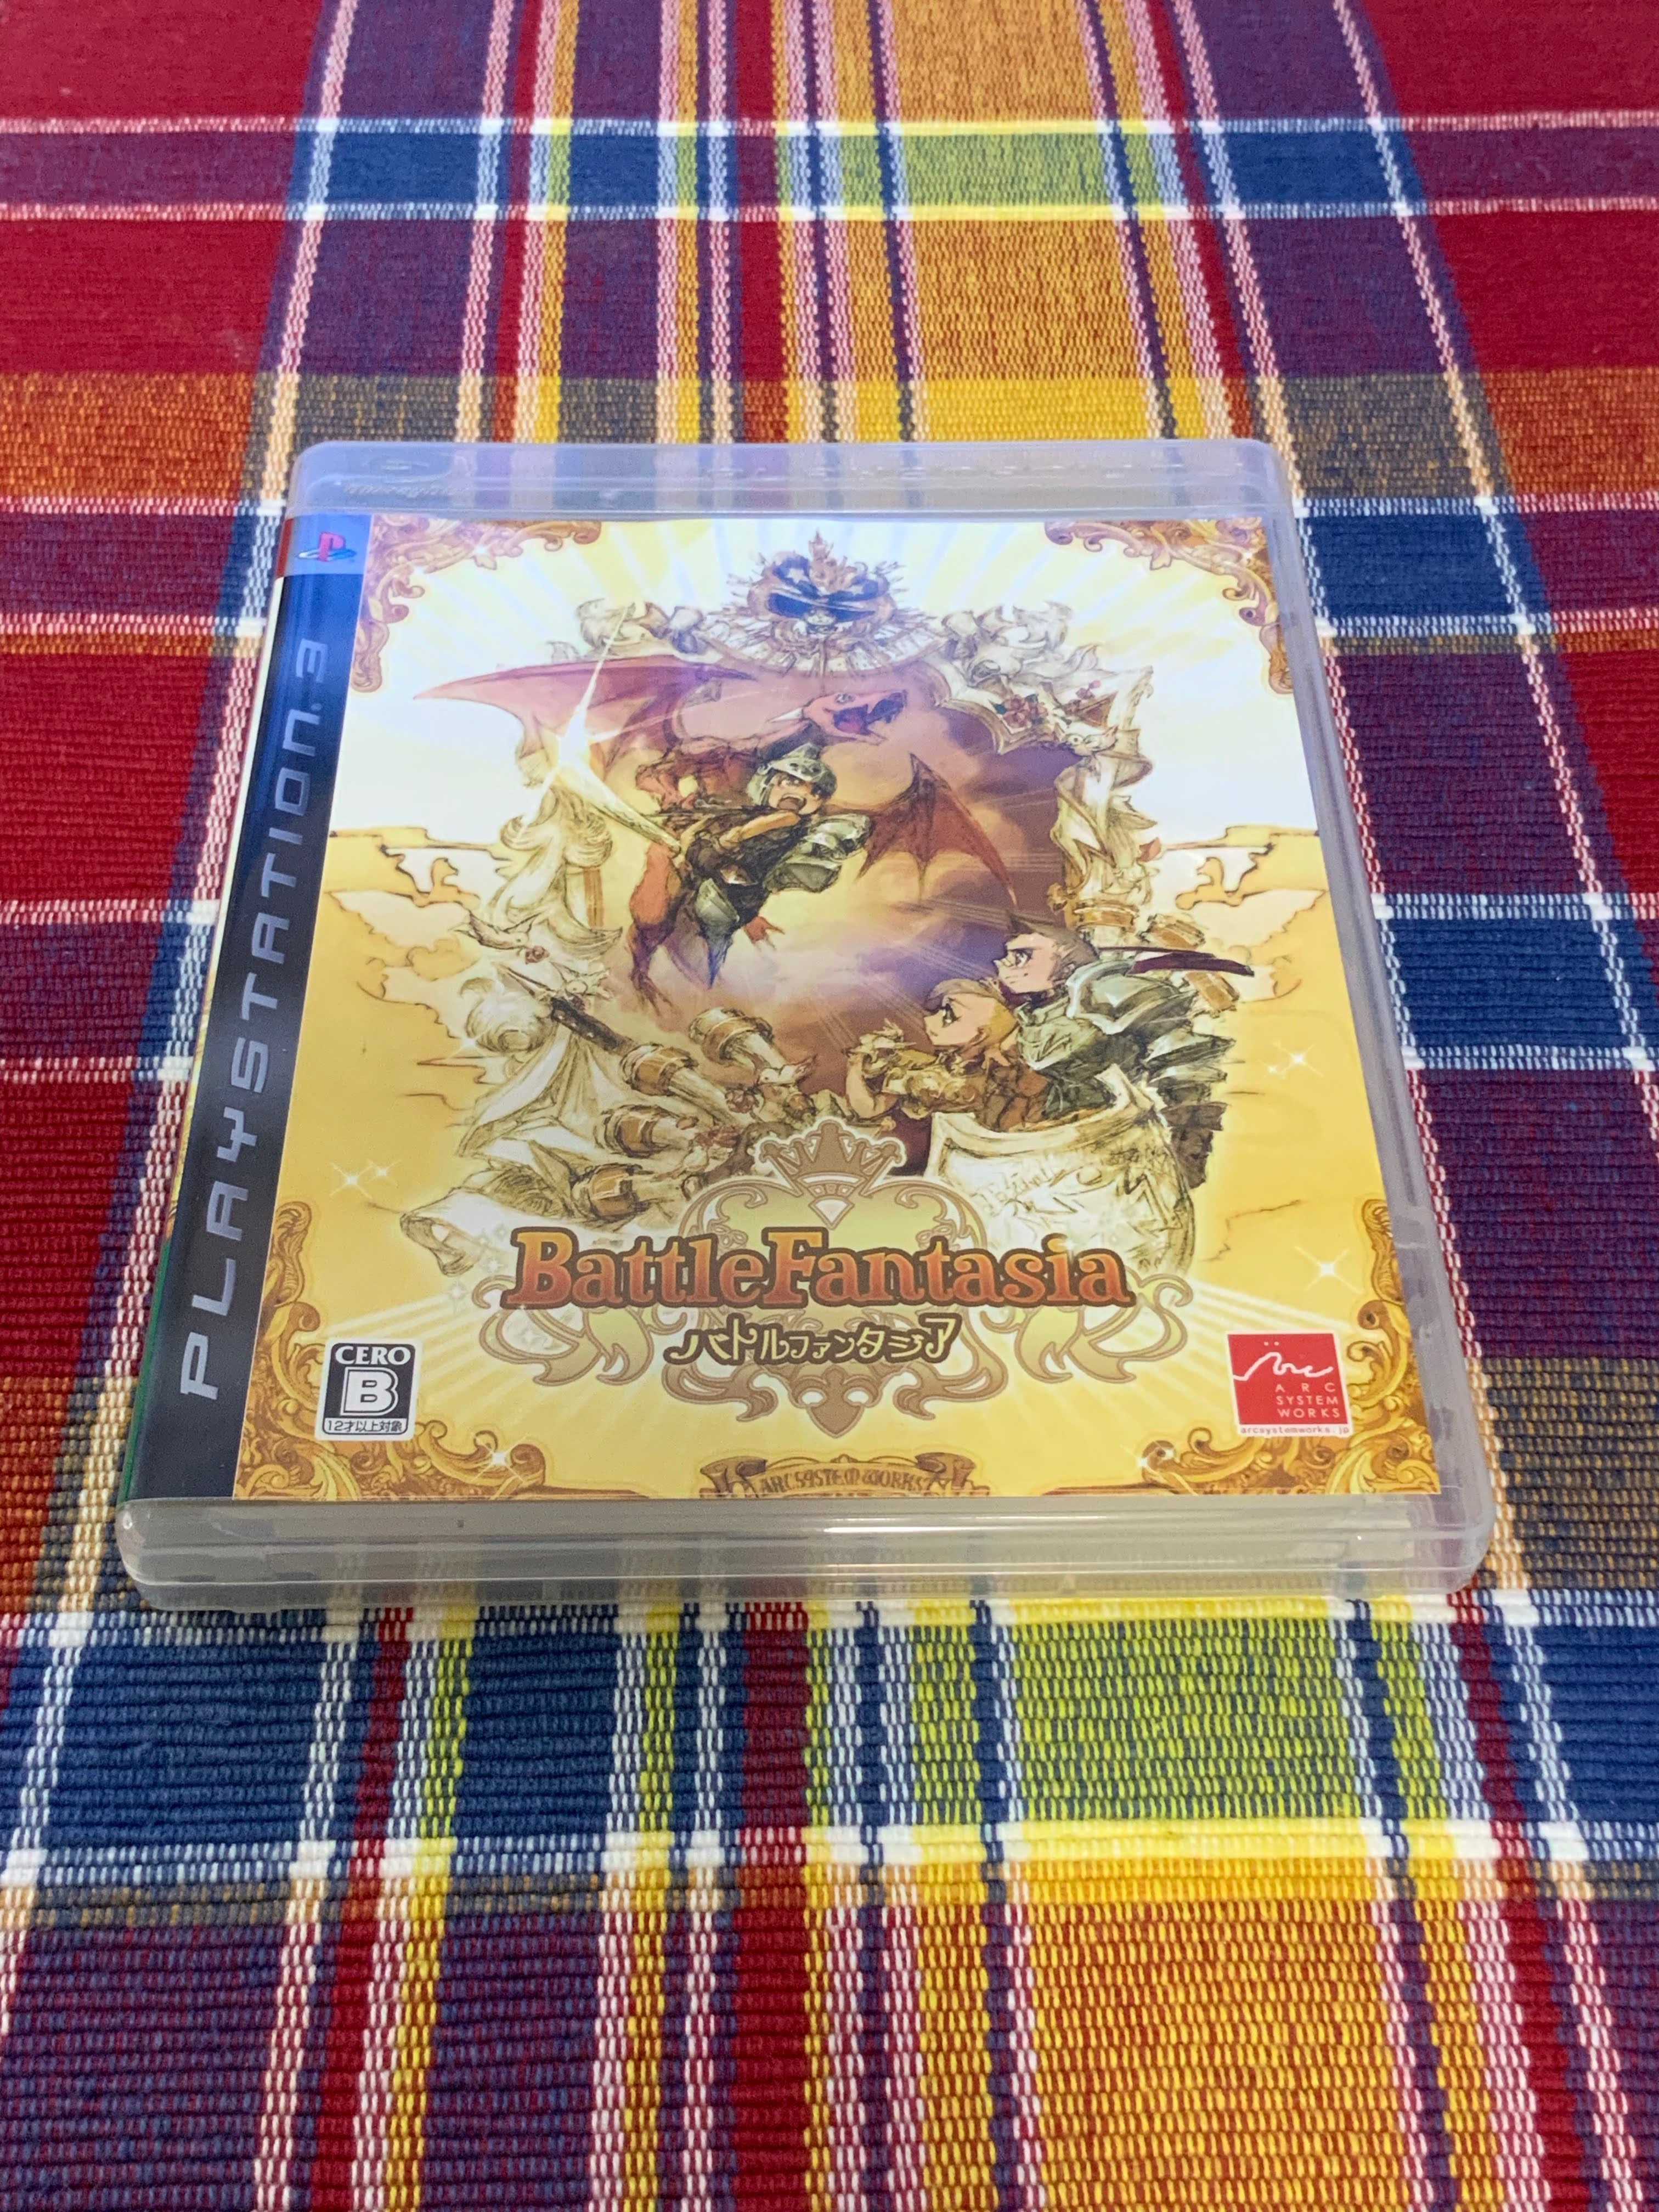 PLAYSTATION 3
BattleFantasia
バトルファンタジア
CERO
B
12才以上対象
Arc
ARC
SYSTEM
WORKS
arcsystemworks.jp
ARC SYSTEM WORKS